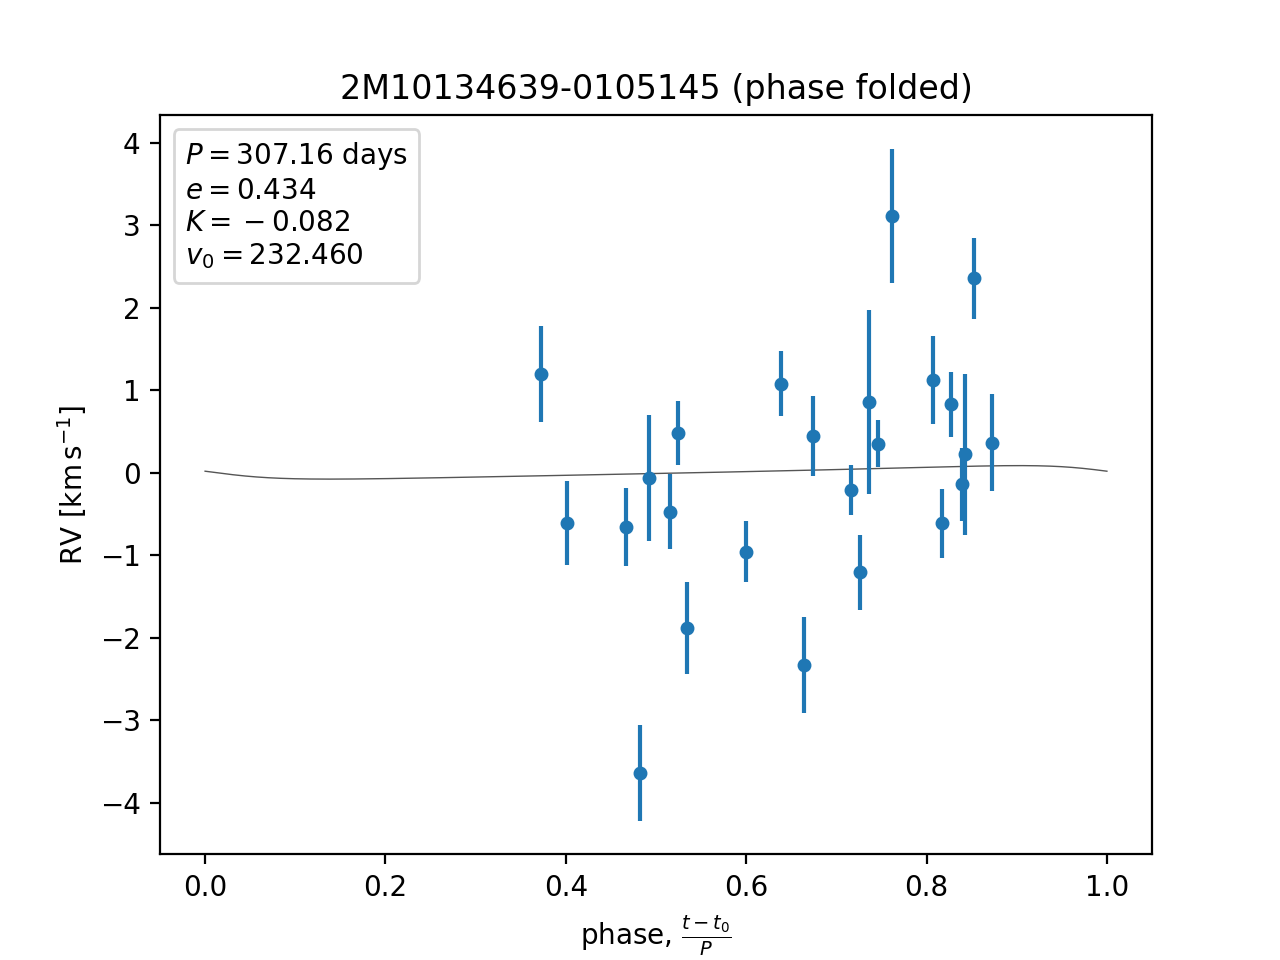 2M10134639-0105145 (phase folded)
P = 307.16 days
e = 0.434
K = −0.082
v₀ = 232.460
4
3
2
1
0
−1
−2
−3
−4
RV [km s⁻¹]
0.0 0.2 0.4 0.6 0.8 1.0
phase, (t − t₀)/P